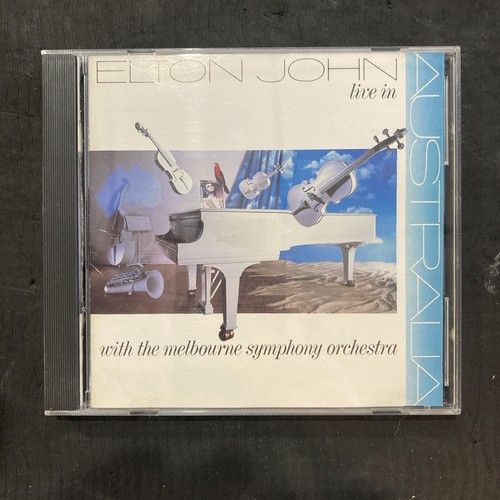 ELTON JOHN
live in
AUSTRALIA
with the melbourne symphony orchestra